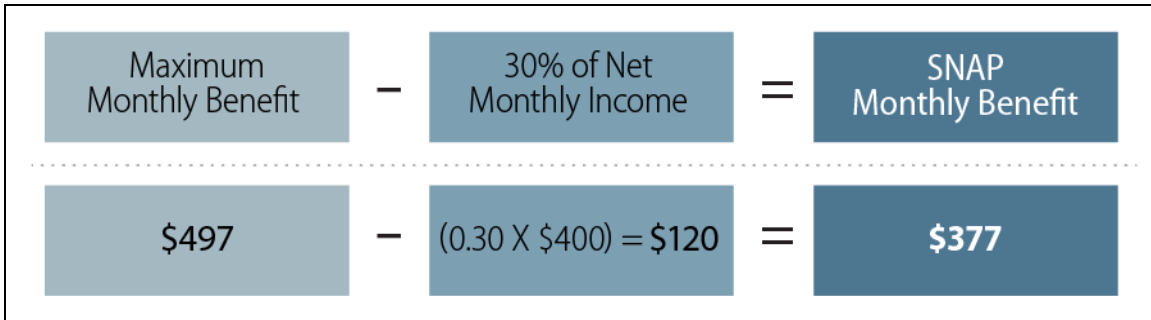 Maximum
Monthly Benefit
–
30% of Net
Monthly Income
=
SNAP
Monthly Benefit
$497
–
(0.30 X $400) = $120
=
$377